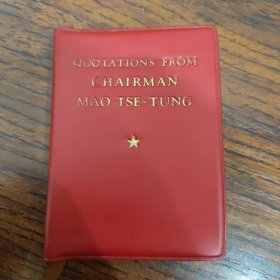 QUOTATIONS FROM
CHAIRMAN
MAO TSE-TUNG